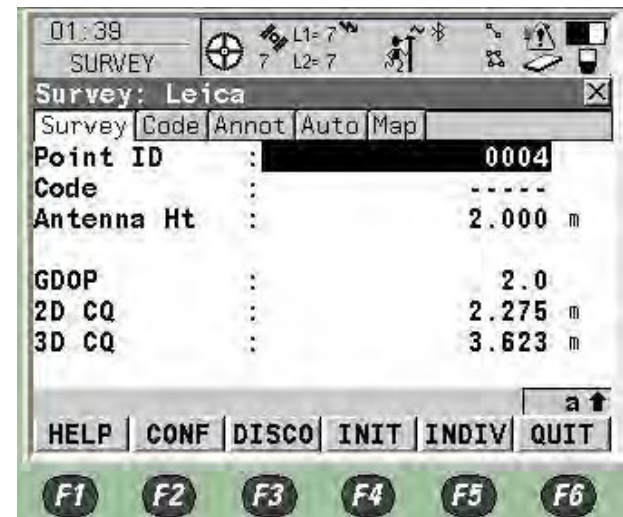 01:39
SURVEY
7 L1= 7
L2= 7
2
Survey: Leica X
Survey Code Annot Auto Map
Point ID : 0004
Code : -----
Antenna Ht : 2.000 m
GDOP : 2.0
2D CQ : 2.275 m
3D CQ : 3.623 m
a
HELP CONF DISCO INIT INDIV QUIT
F1 F2 F3 F4 F5 F6